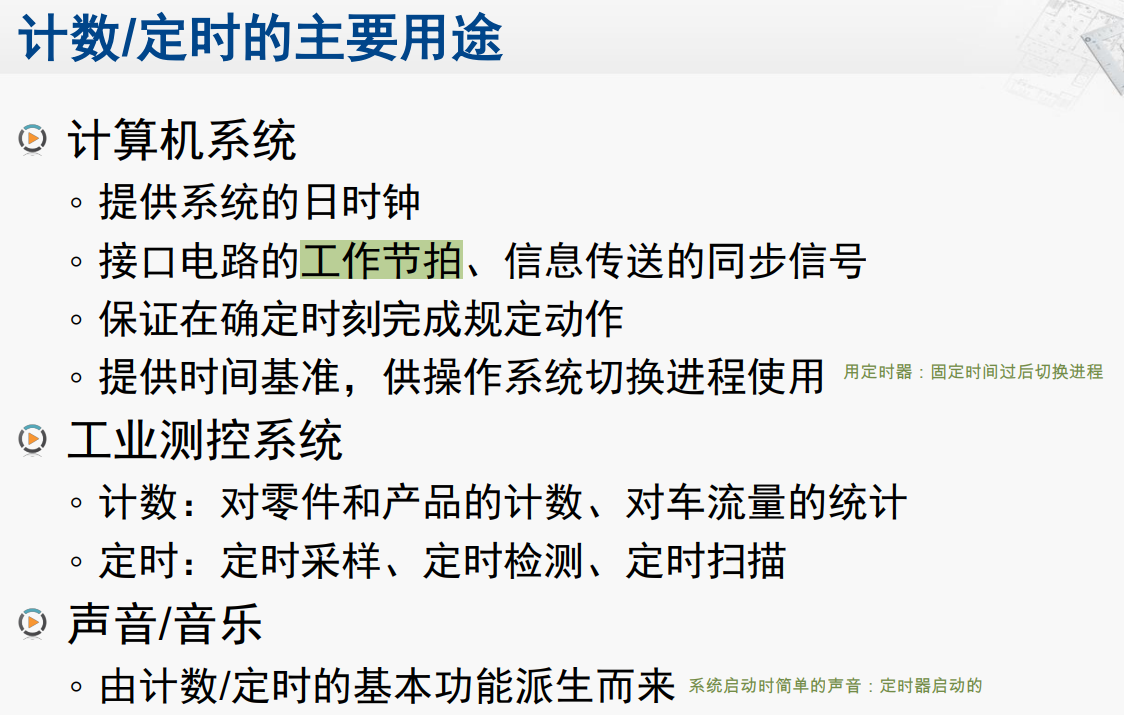 计数/定时的主要用途
计算机系统
提供系统的日时钟
接口电路的工作节拍、信息传送的同步信号
保证在确定时刻完成规定动作
提供时间基准，供操作系统切换进程使用 用定时器：固定时间过后切换进程
工业测控系统
计数：对零件和产品的计数、对车流量的统计
定时：定时采样、定时检测、定时扫描
声音/音乐
由计数/定时的基本功能派生而来 系统启动时简单的声音：定时器启动的